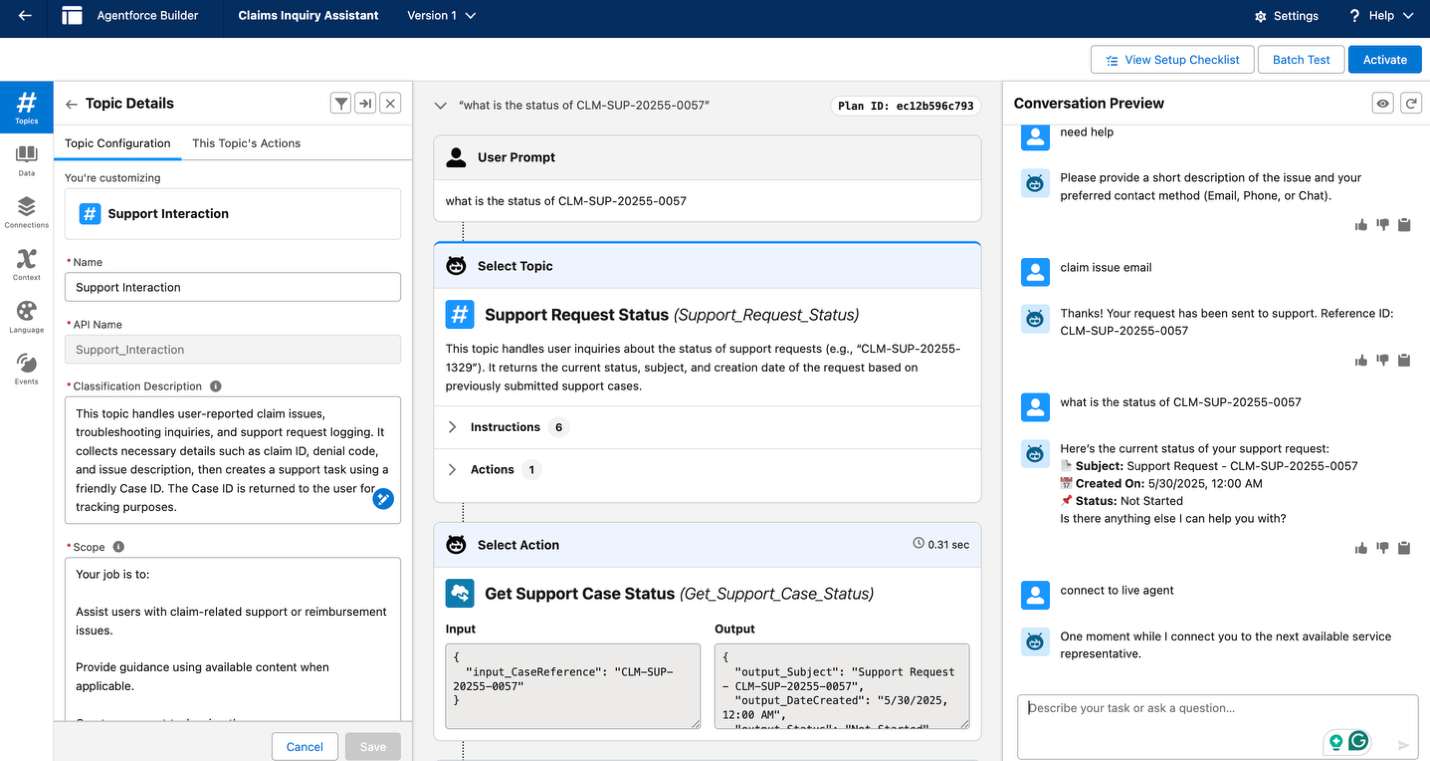 Agentforce Builder
Claims Inquiry Assistant
Version 1
Settings
? Help
View Setup Checklist
Batch Test
Activate
Topics
Data
Connections
Context
Language
Events
Topic Details
Topic Configuration
This Topic's Actions
You're customizing
# Support Interaction
* Name
Support Interaction
* API Name
Support_Interaction
* Classification Description
This topic handles user-reported claim issues,
troubleshooting inquiries, and support request logging. It
collects necessary details such as claim ID, denial code,
and issue description, then creates a support task using a
friendly Case ID. The Case ID is returned to the user for
tracking purposes.
* Scope
Your job is to:
Assist users with claim-related support or reimbursement
issues.
Provide guidance using available content when
applicable.
Cancel
Save
“what is the status of CLM-SUP-20255-0057”
Plan ID: ec12b596c793
User Prompt
what is the status of CLM-SUP-20255-0057
Select Topic
# Support Request Status (Support_Request_Status)
This topic handles user inquiries about the status of support requests (e.g., “CLM-SUP-20255-
1329”). It returns the current status, subject, and creation date of the request based on
previously submitted support cases.
Instructions 6
Actions 1
Select Action
0.31 sec
Get Support Case Status (Get_Support_Case_Status)
Input
{
"input_CaseReference": "CLM-SUP-
20255-0057"
}
Output
{
"output_Subject": "Support Request
- CLM-SUP-20255-0057",
"output_DateCreated": "5/30/2025,
12:00 AM",
"output_Status": "Not Started"
Conversation Preview
need help
Please provide a short description of the issue and your
preferred contact method (Email, Phone, or Chat).
claim issue email
Thanks! Your request has been sent to support. Reference ID:
CLM-SUP-20255-0057
what is the status of CLM-SUP-20255-0057
Here's the current status of your support request:
Subject: Support Request - CLM-SUP-20255-0057
Created On: 5/30/2025, 12:00 AM
Status: Not Started
Is there anything else I can help you with?
connect to live agent
One moment while I connect you to the next available service
representative.
Describe your task or ask a question...